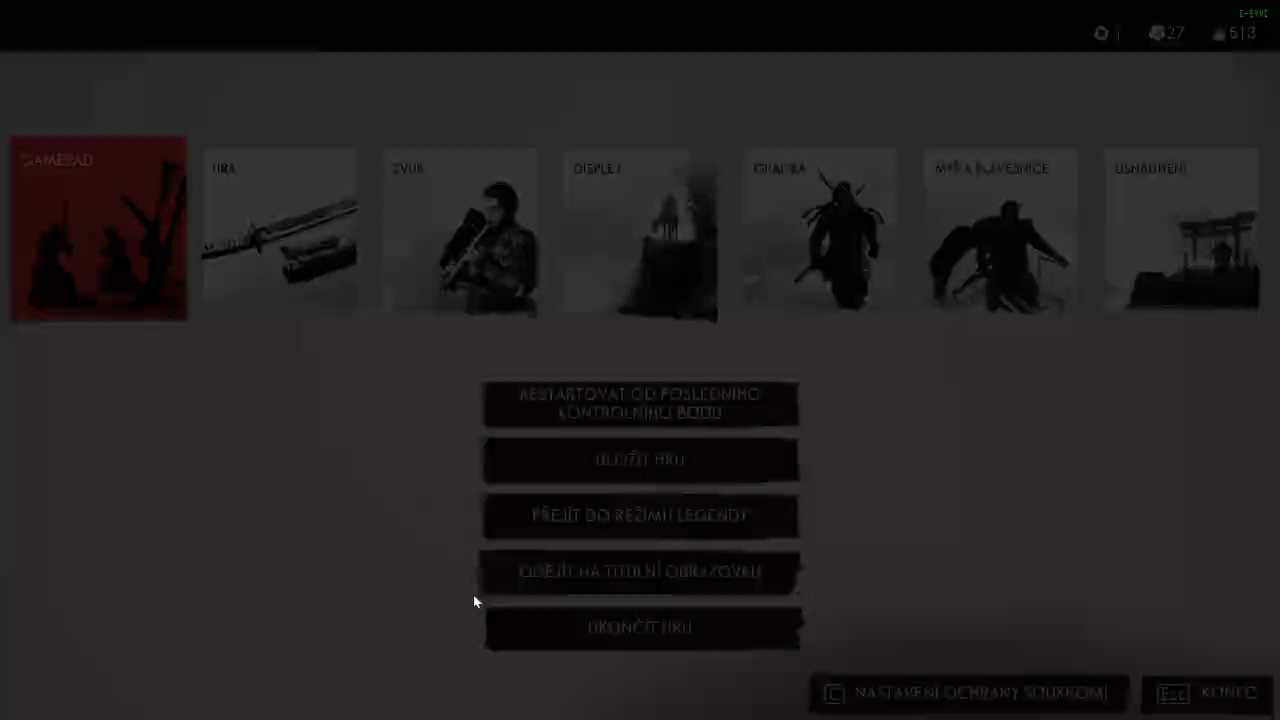 G-SYNC
27
513
GAMEPAD
HRA
ZVUK
DISPLEJ
GRAFIKA
MYŠ A KLÁVESNICE
USNADNĚNÍ
RESTARTOVAT OD POSLEDNÍHO
KONTROLNÍHO BODU
ULOŽIT HRU
PŘEJÍT DO REŽIMU LEGENDY
ODEJÍT NA TITULNÍ OBRAZOVKU
UKONČIT HRU
C NASTAVENÍ OCHRANY SOUKROMÍ
Esc KONEC